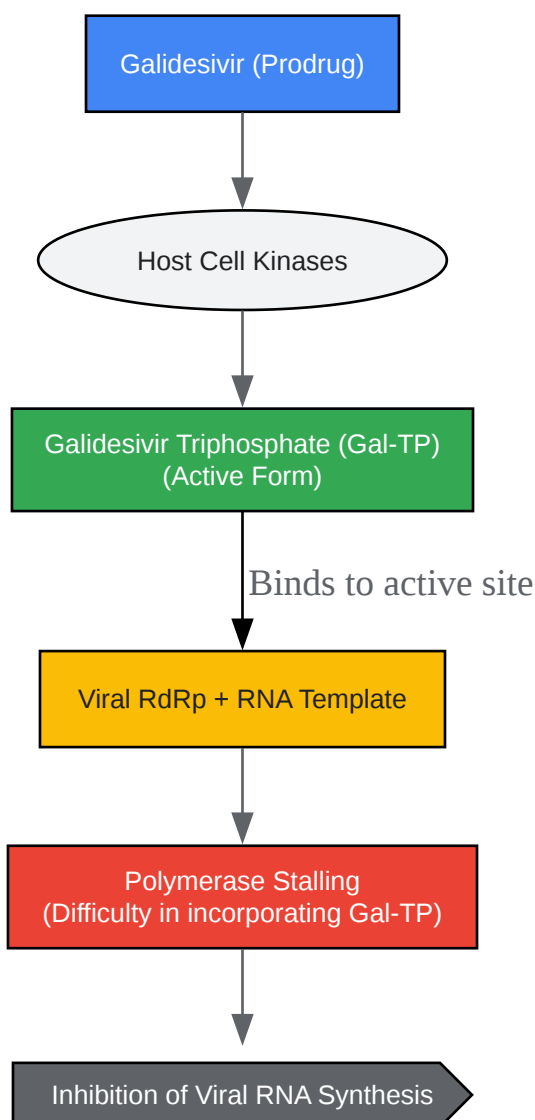 Galidesivir (Prodrug)
Host Cell Kinases
Galidesivir Triphosphate (Gal-TP)
(Active Form)
Binds to active site
Viral RdRp + RNA Template
Polymerase Stalling
(Difficulty in incorporating Gal-TP)
Inhibition of Viral RNA Synthesis